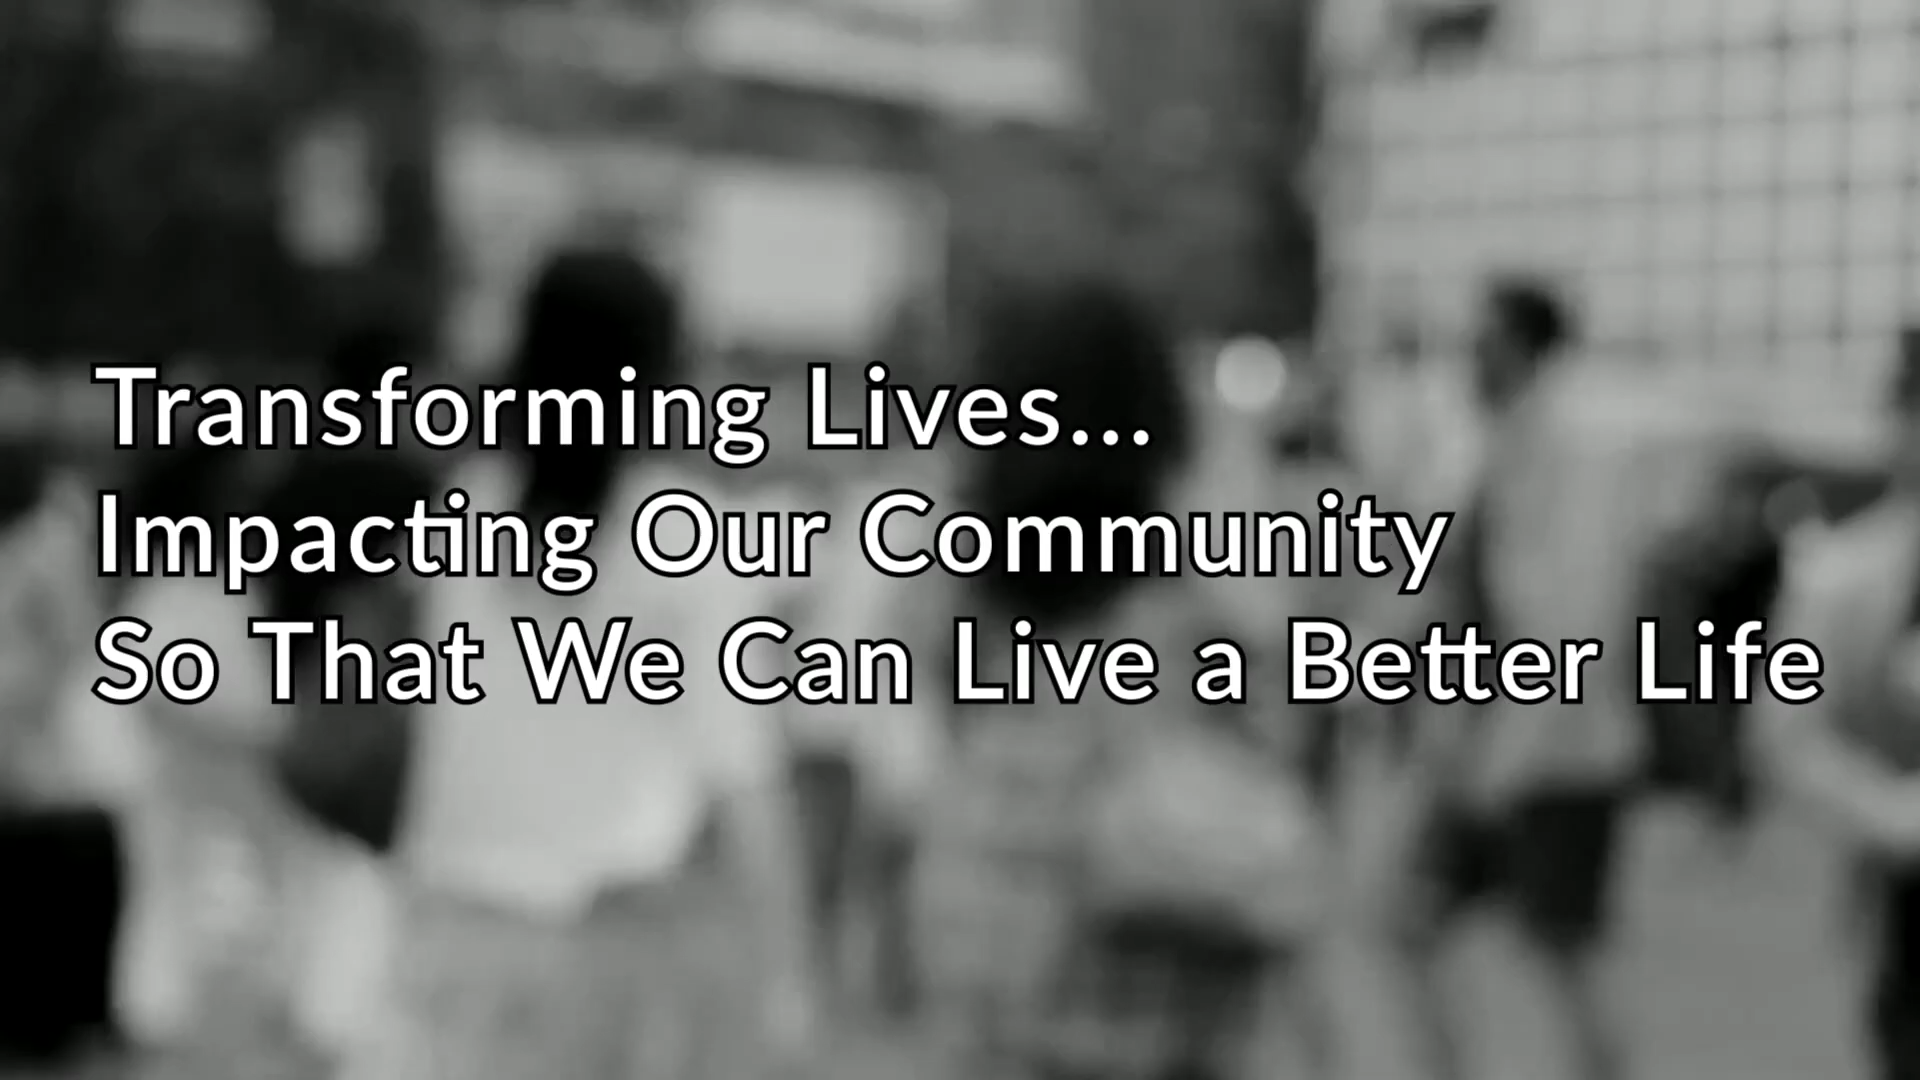 Transforming Lives...
Impacting Our Community
So That We Can Live a Better Life